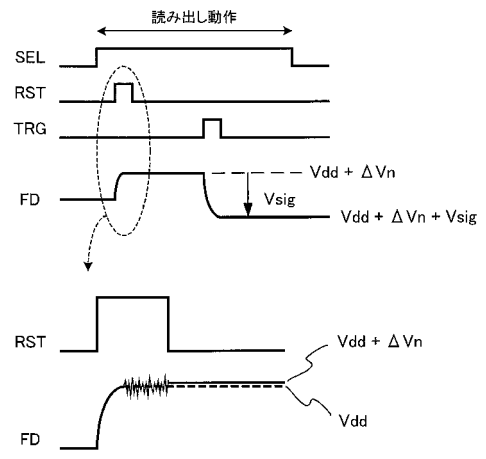 読み出し動作
SEL
RST
TRG
Vdd + ΔVn
FD
Vsig
Vdd + ΔVn + Vsig
RST
Vdd + ΔVn
Vdd
FD